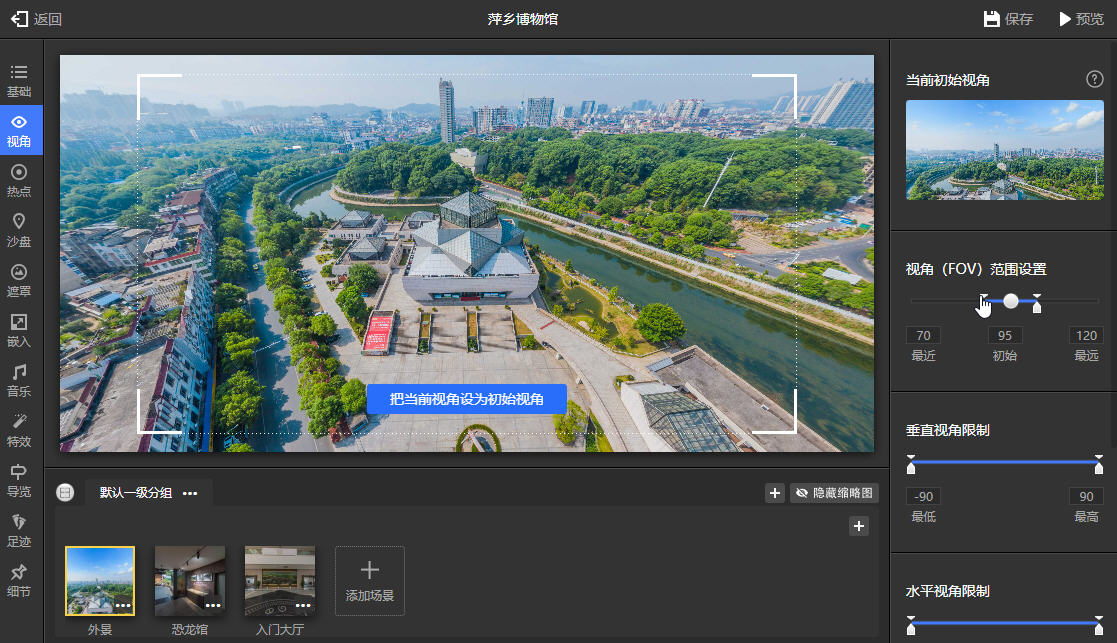 返回
萍乡博物馆
保存
预览
基础
视角
热点
沙盘
遮罩
嵌入
音乐
特效
导览
足迹
细节
把当前视角设为初始视角
当前初始视角
?
视角（FOV）范围设置
70
95
120
最近
初始
最远
垂直视角限制
-90
90
最低
最高
水平视角限制
默认一级分组
隐藏缩略图
添加场景
外景
恐龙馆
入门大厅